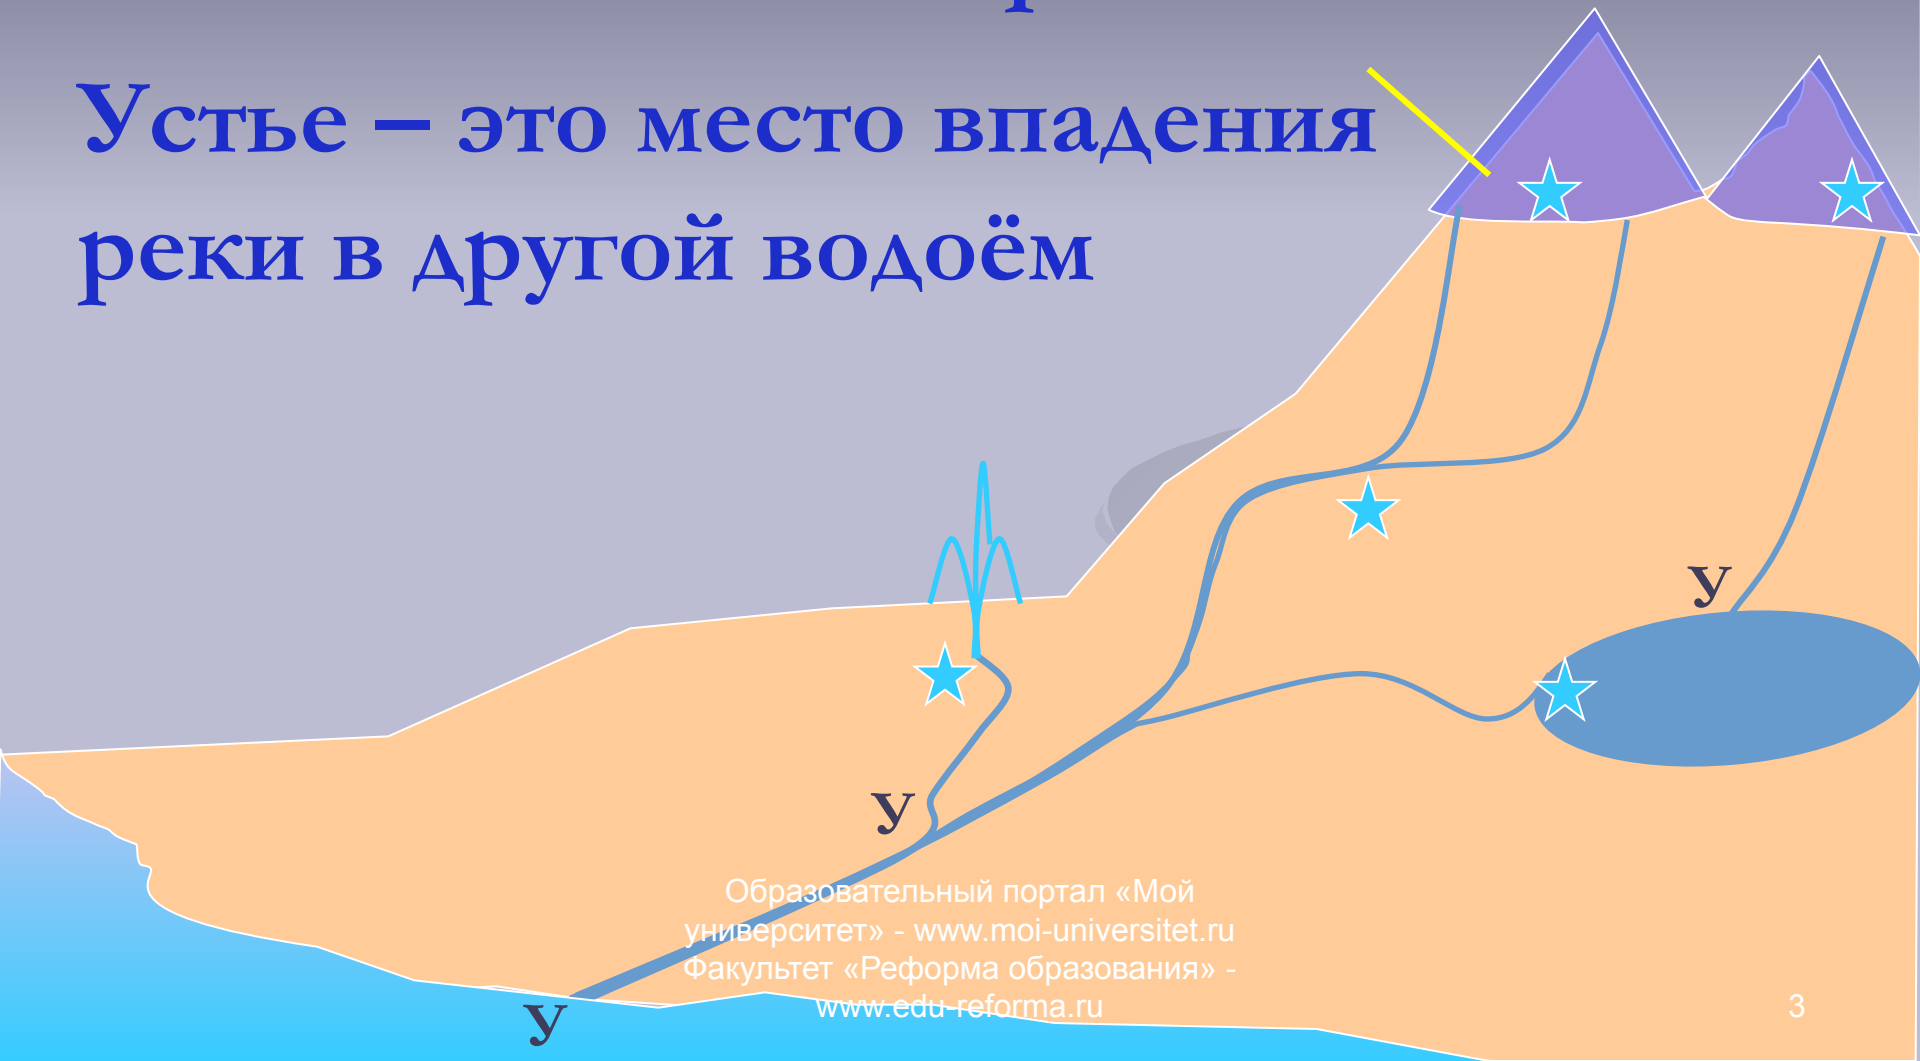 Устье – это место впадения
реки в другой водоём
У
У
Образовательный портал «Мой
университет» - www.moi-universitet.ru
Факультет «Реформа образования» -
www.edu-reforma.ru
У
3